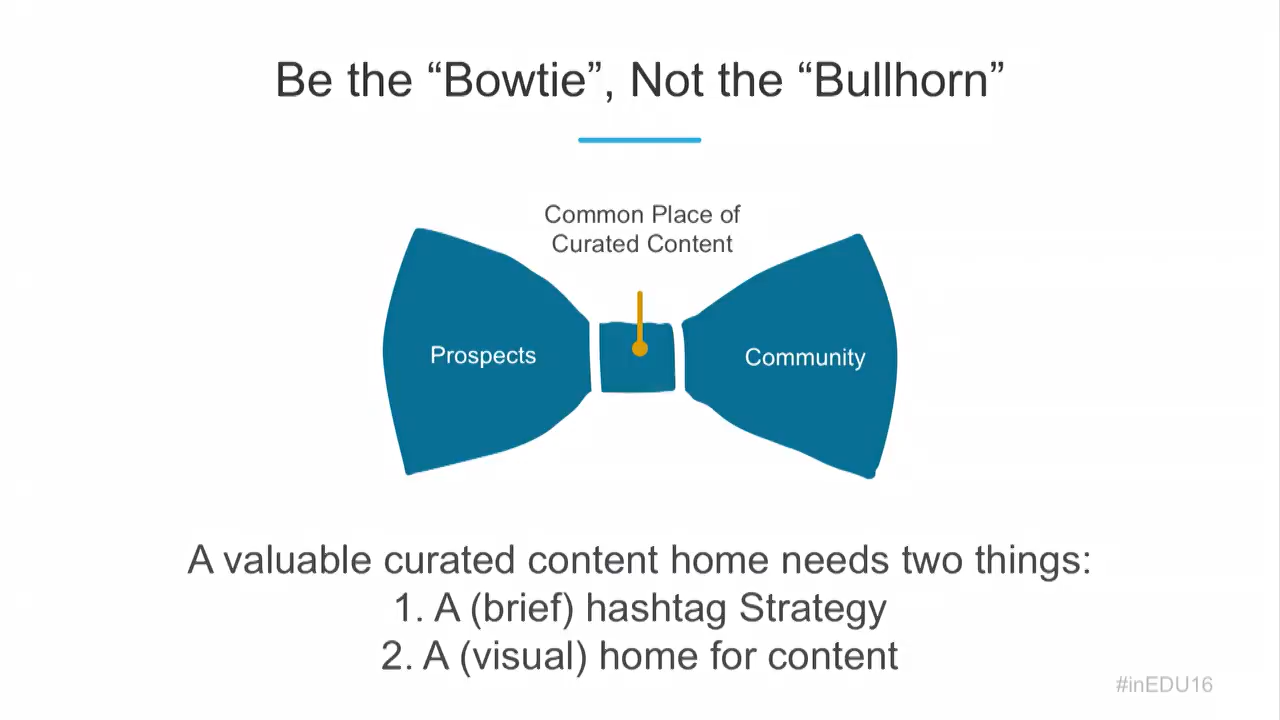 Be the “Bowtie”, Not the “Bullhorn”
Common Place of
Curated Content
Prospects
Community
A valuable curated content home needs two things:
1. A (brief) hashtag Strategy
2. A (visual) home for content
#inEDU16